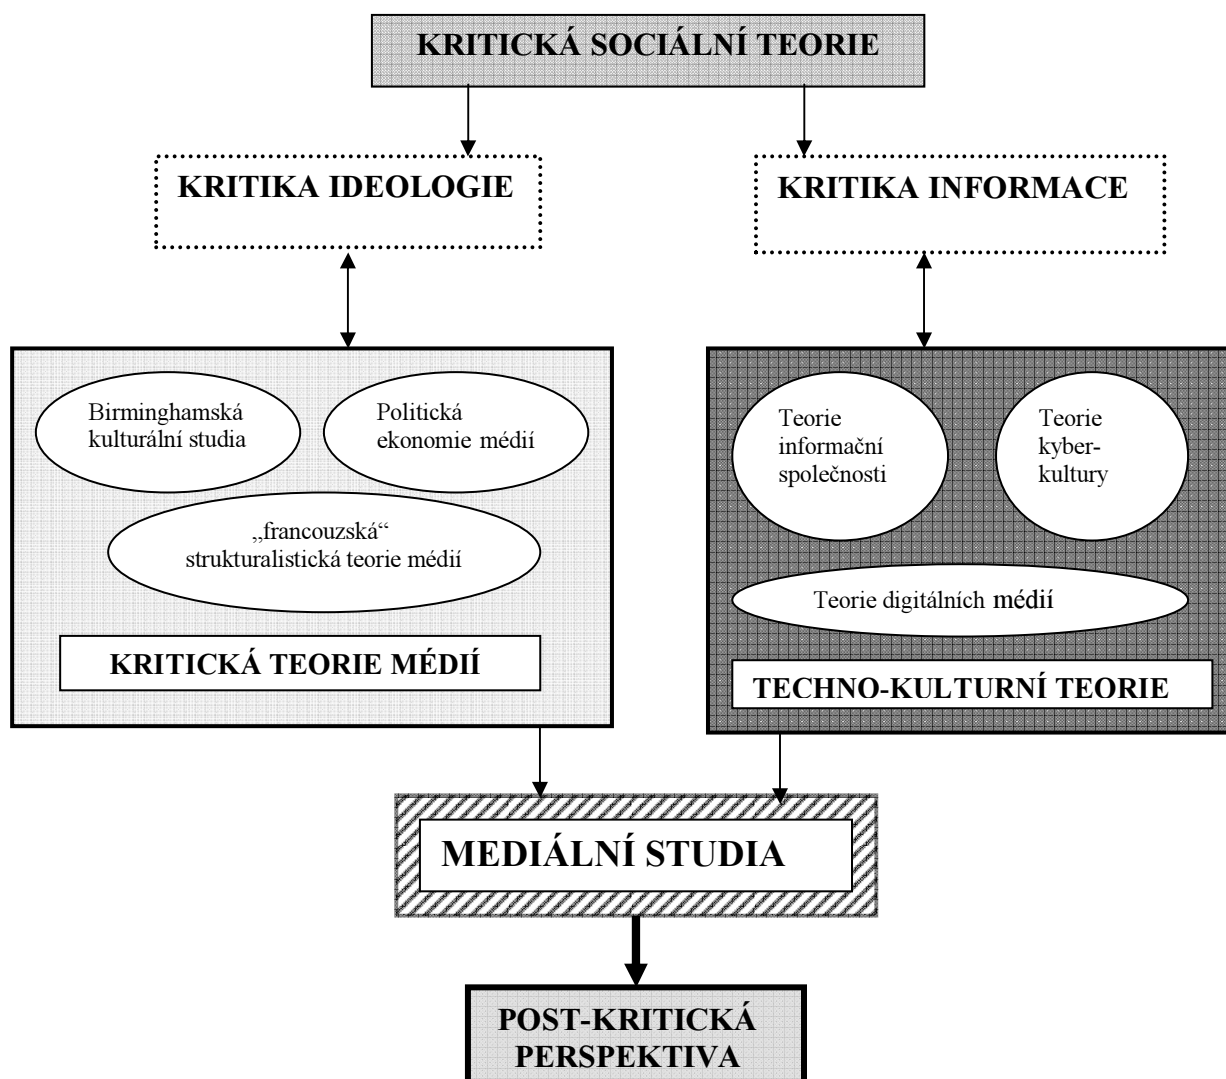 KRITICKÁ SOCIÁLNÍ TEORIE
KRITIKA IDEOLOGIE
KRITIKA INFORMACE
Birminghamská
kulturální studia
Politická
ekonomie médií
„francouzská“
strukturalistická teorie médií
KRITICKÁ TEORIE MÉDIÍ
Teorie
informační
společnosti
Teorie
kyber-
kultury
Teorie digitálních médií
TECHNO-KULTURNÍ TEORIE
MEDIÁLNÍ STUDIA
POST-KRITICKÁ
PERSPEKTIVA